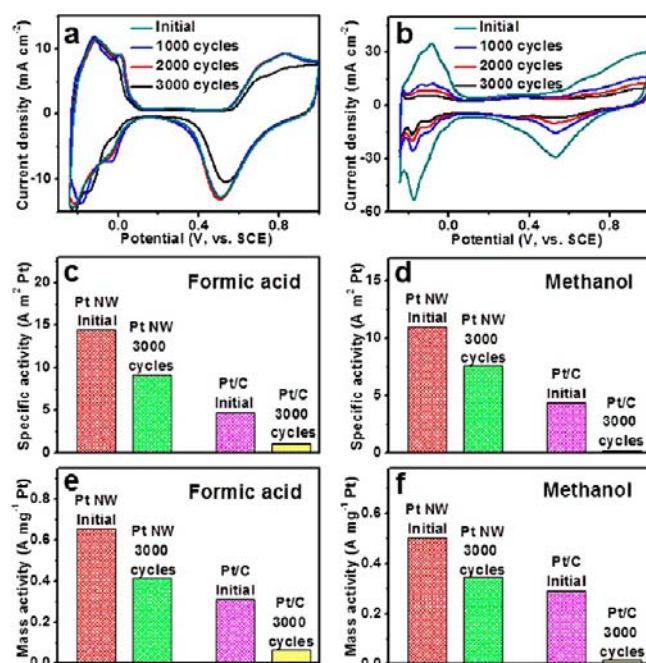 a
Initial
1000 cycles
2000 cycles
3000 cycles
Current density (mA cm⁻²)
10
0
-10
0.0
0.4
0.8
Potential (V, vs. SCE)
b
Initial
1000 cycles
2000 cycles
3000 cycles
Current density (mA cm⁻²)
30
0
-30
-60
0.0
0.4
0.8
Potential (V, vs. SCE)
c
Formic acid
Specific activity (A m² Pt)
20
15
10
5
0
Pt NW
Initial
Pt NW
3000
cycles
Pt/C
Initial
Pt/C
3000
cycles
d
Methanol
Specific activity (A m² Pt)
15
10
5
0
Pt NW
Initial
Pt NW
3000
cycles
Pt/C
Initial
Pt/C
3000
cycles
e
Formic acid
Mass activity (A mg⁻¹ Pt)
0.8
0.6
0.4
0.2
0.0
Pt NW
Initial
Pt NW
3000
cycles
Pt/C
Initial
Pt/C
3000
cycles
f
Methanol
Mass activity (A mg⁻¹ Pt)
0.6
0.4
0.2
0.0
Pt NW
Initial
Pt NW
3000
cycles
Pt/C
Initial
Pt/C
3000
cycles